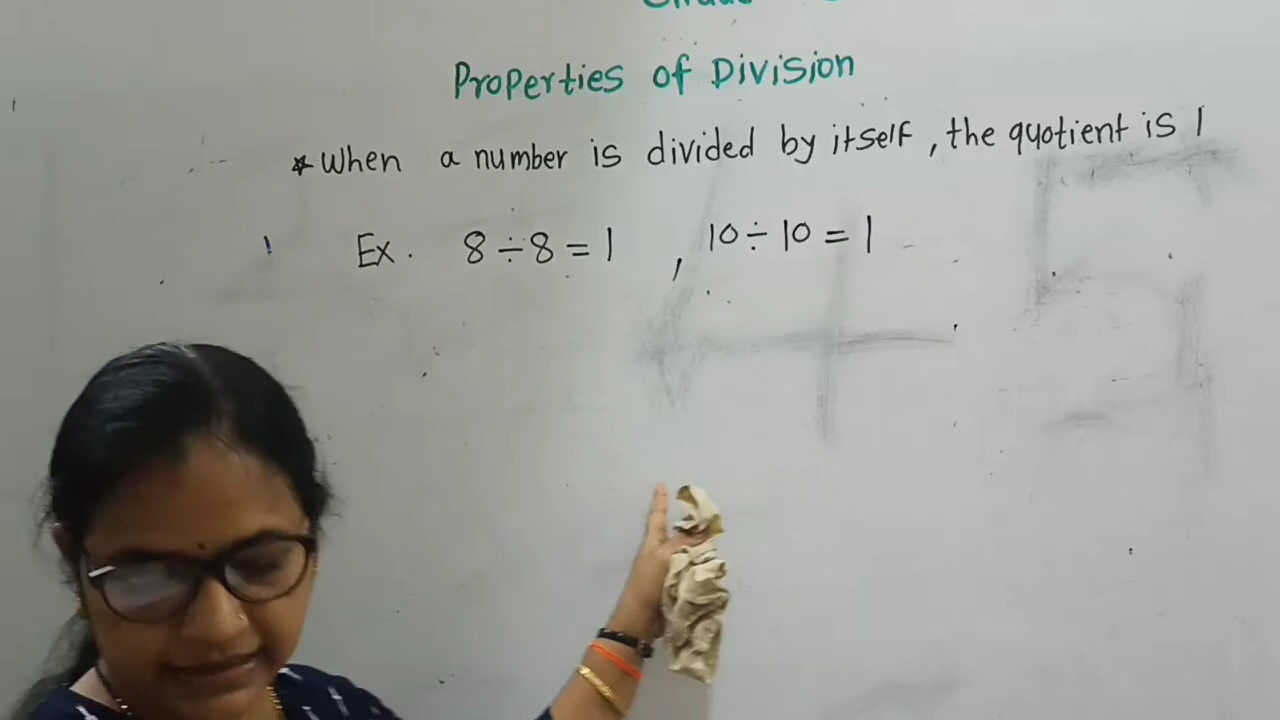 Properties of Division
* When a number is divided by itself, the quotient is 1
Ex. 8÷8=1 , 10÷10=1